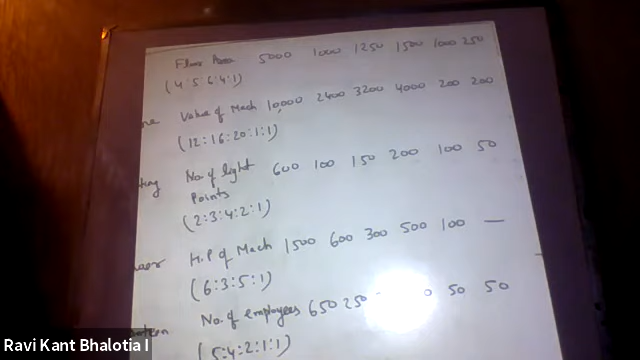 Floor Area 5000 1000 1250 1500 1000 250
(4:5:6:4:1)
Value of Mach 10,000 2400 3200 4000 200 200
(12:16:20:1:1)
No. of light 600 100 150 200 100 50
Points
(2:3:4:2:1)
H.P of Mach 1500 600 300 500 100 —
(6:3:5:1)
No. of employees 650 250 50 50
(5:4:2:1:1)
Ravi Kant Bhalotia I